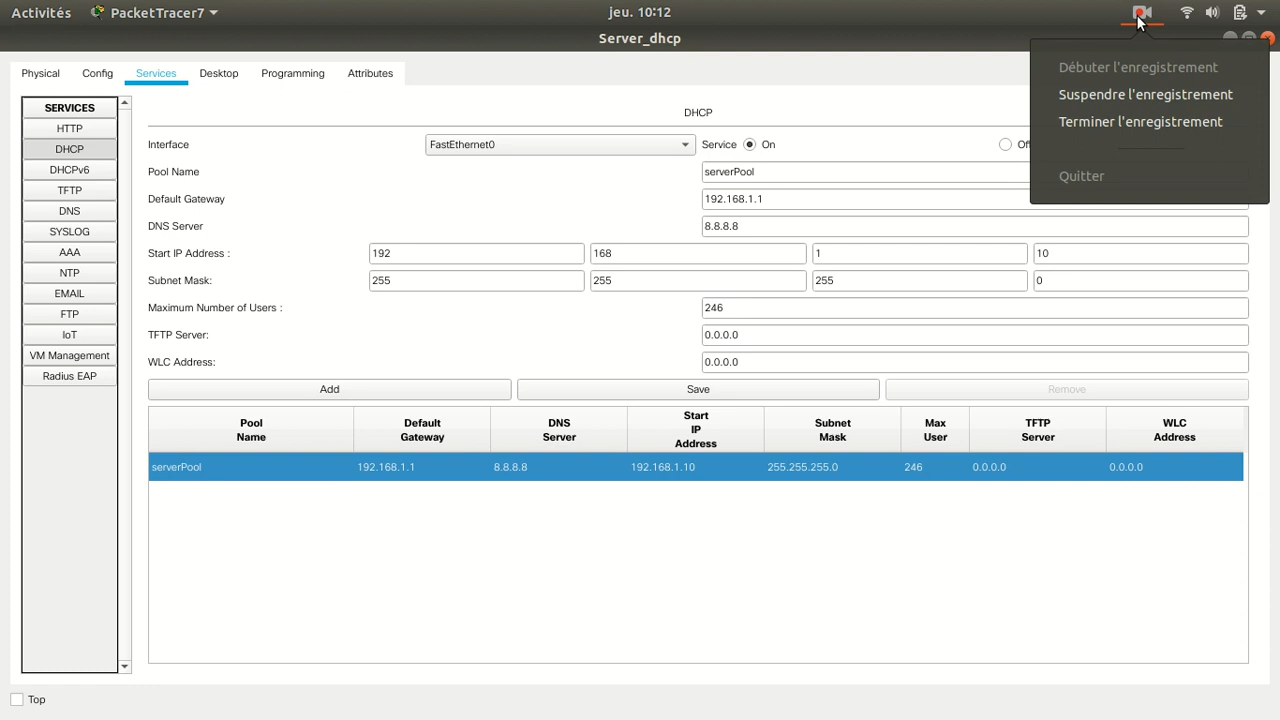 Activités PacketTracer7 jeu. 10:12
Server_dhcp
Physical Config Services Desktop Programming Attributes
Débuter l'enregistrement
Suspendre l'enregistrement
Terminer l'enregistrement
Quitter
SERVICES
HTTP
DHCP
DHCPv6
TFTP
DNS
SYSLOG
AAA
NTP
EMAIL
FTP
IoT
VM Management
Radius EAP
DHCP
Interface FastEthernet0 Service On
Pool Name serverPool
Default Gateway 192.168.1.1
DNS Server 8.8.8.8
Start IP Address : 192 168 1 10
Subnet Mask: 255 255 255 0
Maximum Number of Users : 246
TFTP Server: 0.0.0.0
WLC Address: 0.0.0.0
Add Save Remove
Pool Name Default Gateway DNS Server Start IP Address Subnet Mask Max User TFTP Server WLC Address
serverPool 192.168.1.1 8.8.8.8 192.168.1.10 255.255.255.0 246 0.0.0.0 0.0.0.0
Top